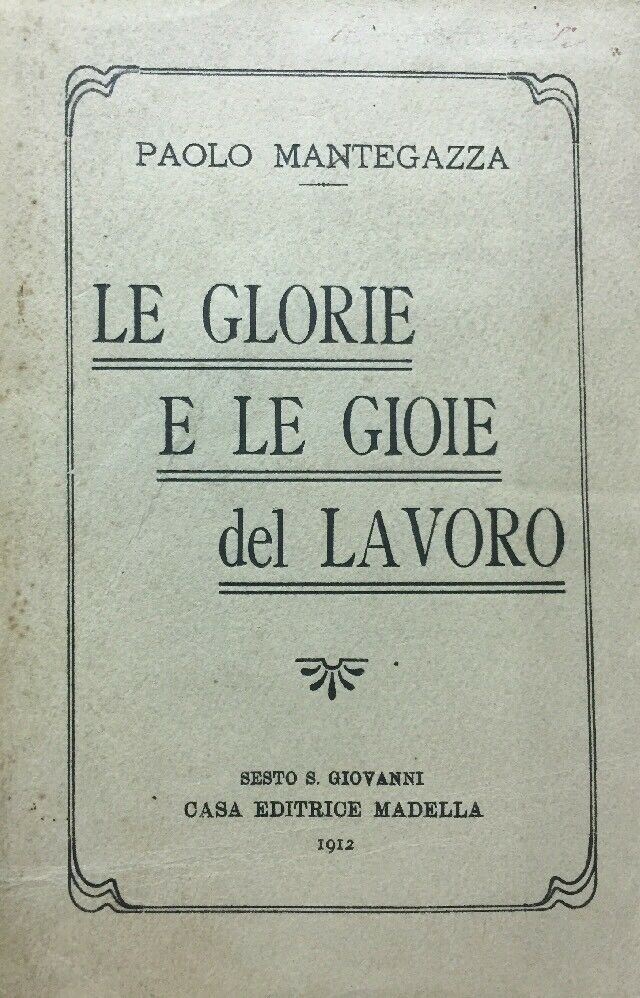 PAOLO MANTEGAZZA
LE GLORIE
E LE GIOIE
del LAVORO
SESTO S. GIOVANNI
CASA EDITRICE MADELLA
1912